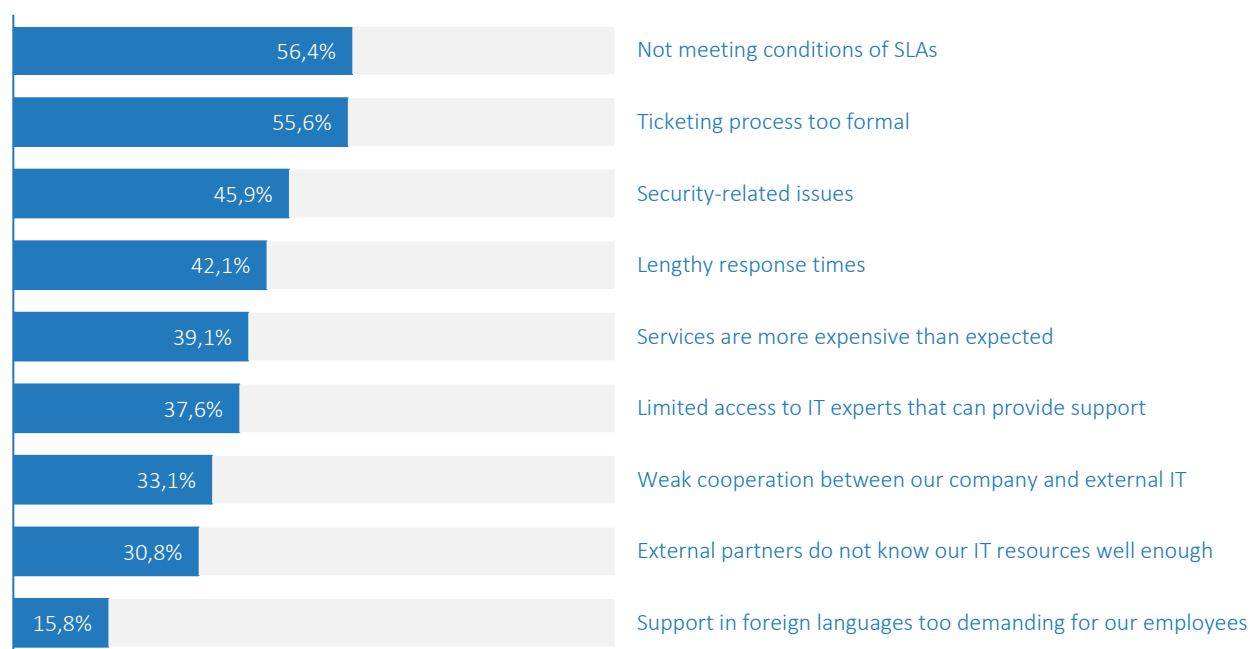 56,4% Not meeting conditions of SLAs
55,6% Ticketing process too formal
45,9% Security-related issues
42,1% Lengthy response times
39,1% Services are more expensive than expected
37,6% Limited access to IT experts that can provide support
33,1% Weak cooperation between our company and external IT
30,8% External partners do not know our IT resources well enough
15,8% Support in foreign languages too demanding for our employees